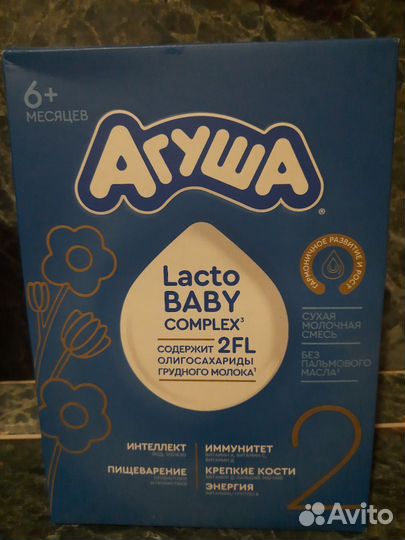 6+
МЕСЯЦЕВ
АГУША
®
ГАРМОНИЧНОЕ РАЗВИТИЕ И РОСТ
Lacto
BABY
COMPLEX³
СОДЕРЖИТ 2FL
ОЛИГОСАХАРИДЫ
ГРУДНОГО МОЛОКА¹
СУХАЯ
МОЛОЧНАЯ
СМЕСЬ
БЕЗ
ПАЛЬМОВОГО
МАСЛА¹
ИНТЕЛЛЕКТ
ПИЩЕВАРЕНИЕ
ИММУНИТЕТ
КРЕПКИЕ КОСТИ
ЭНЕРГИЯ
2
Avito